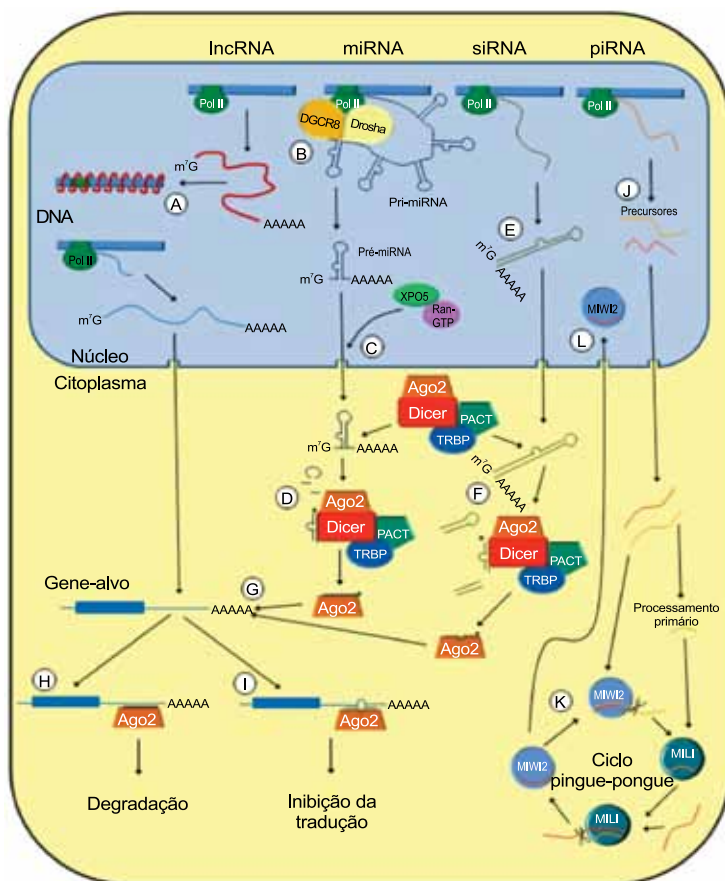 lncRNA miRNA siRNA piRNA
Pol II Pol II Pol II Pol II
DGCR8 Drosha
B
m⁷G
A
DNA
AAAAA
Pri-miRNA
E
J
Precursores
Pol II
Pré-miRNA
m⁷G AAAAA
m⁷G
AAAAA
XPO5
Ran-
GTP
MIWI2
m⁷G AAAAA
C
L
Núcleo
Citoplasma
Ago2
Dicer
PACT
TRBP
m⁷G AAAAA
m⁷G
AAAAA
D
F
Ago2
Dicer
PACT
TRBP
Ago2
Dicer
PACT
TRBP
Gene-alvo
G
AAAAA
Ago2
Ago2
Processamento
primário
H
AAAAA
Ago2
I
AAAAA
Ago2
K
MIWI2
MIWI2
MILI
Ciclo
pingue-pongue
MILI
Degradação
Inibição da
tradução